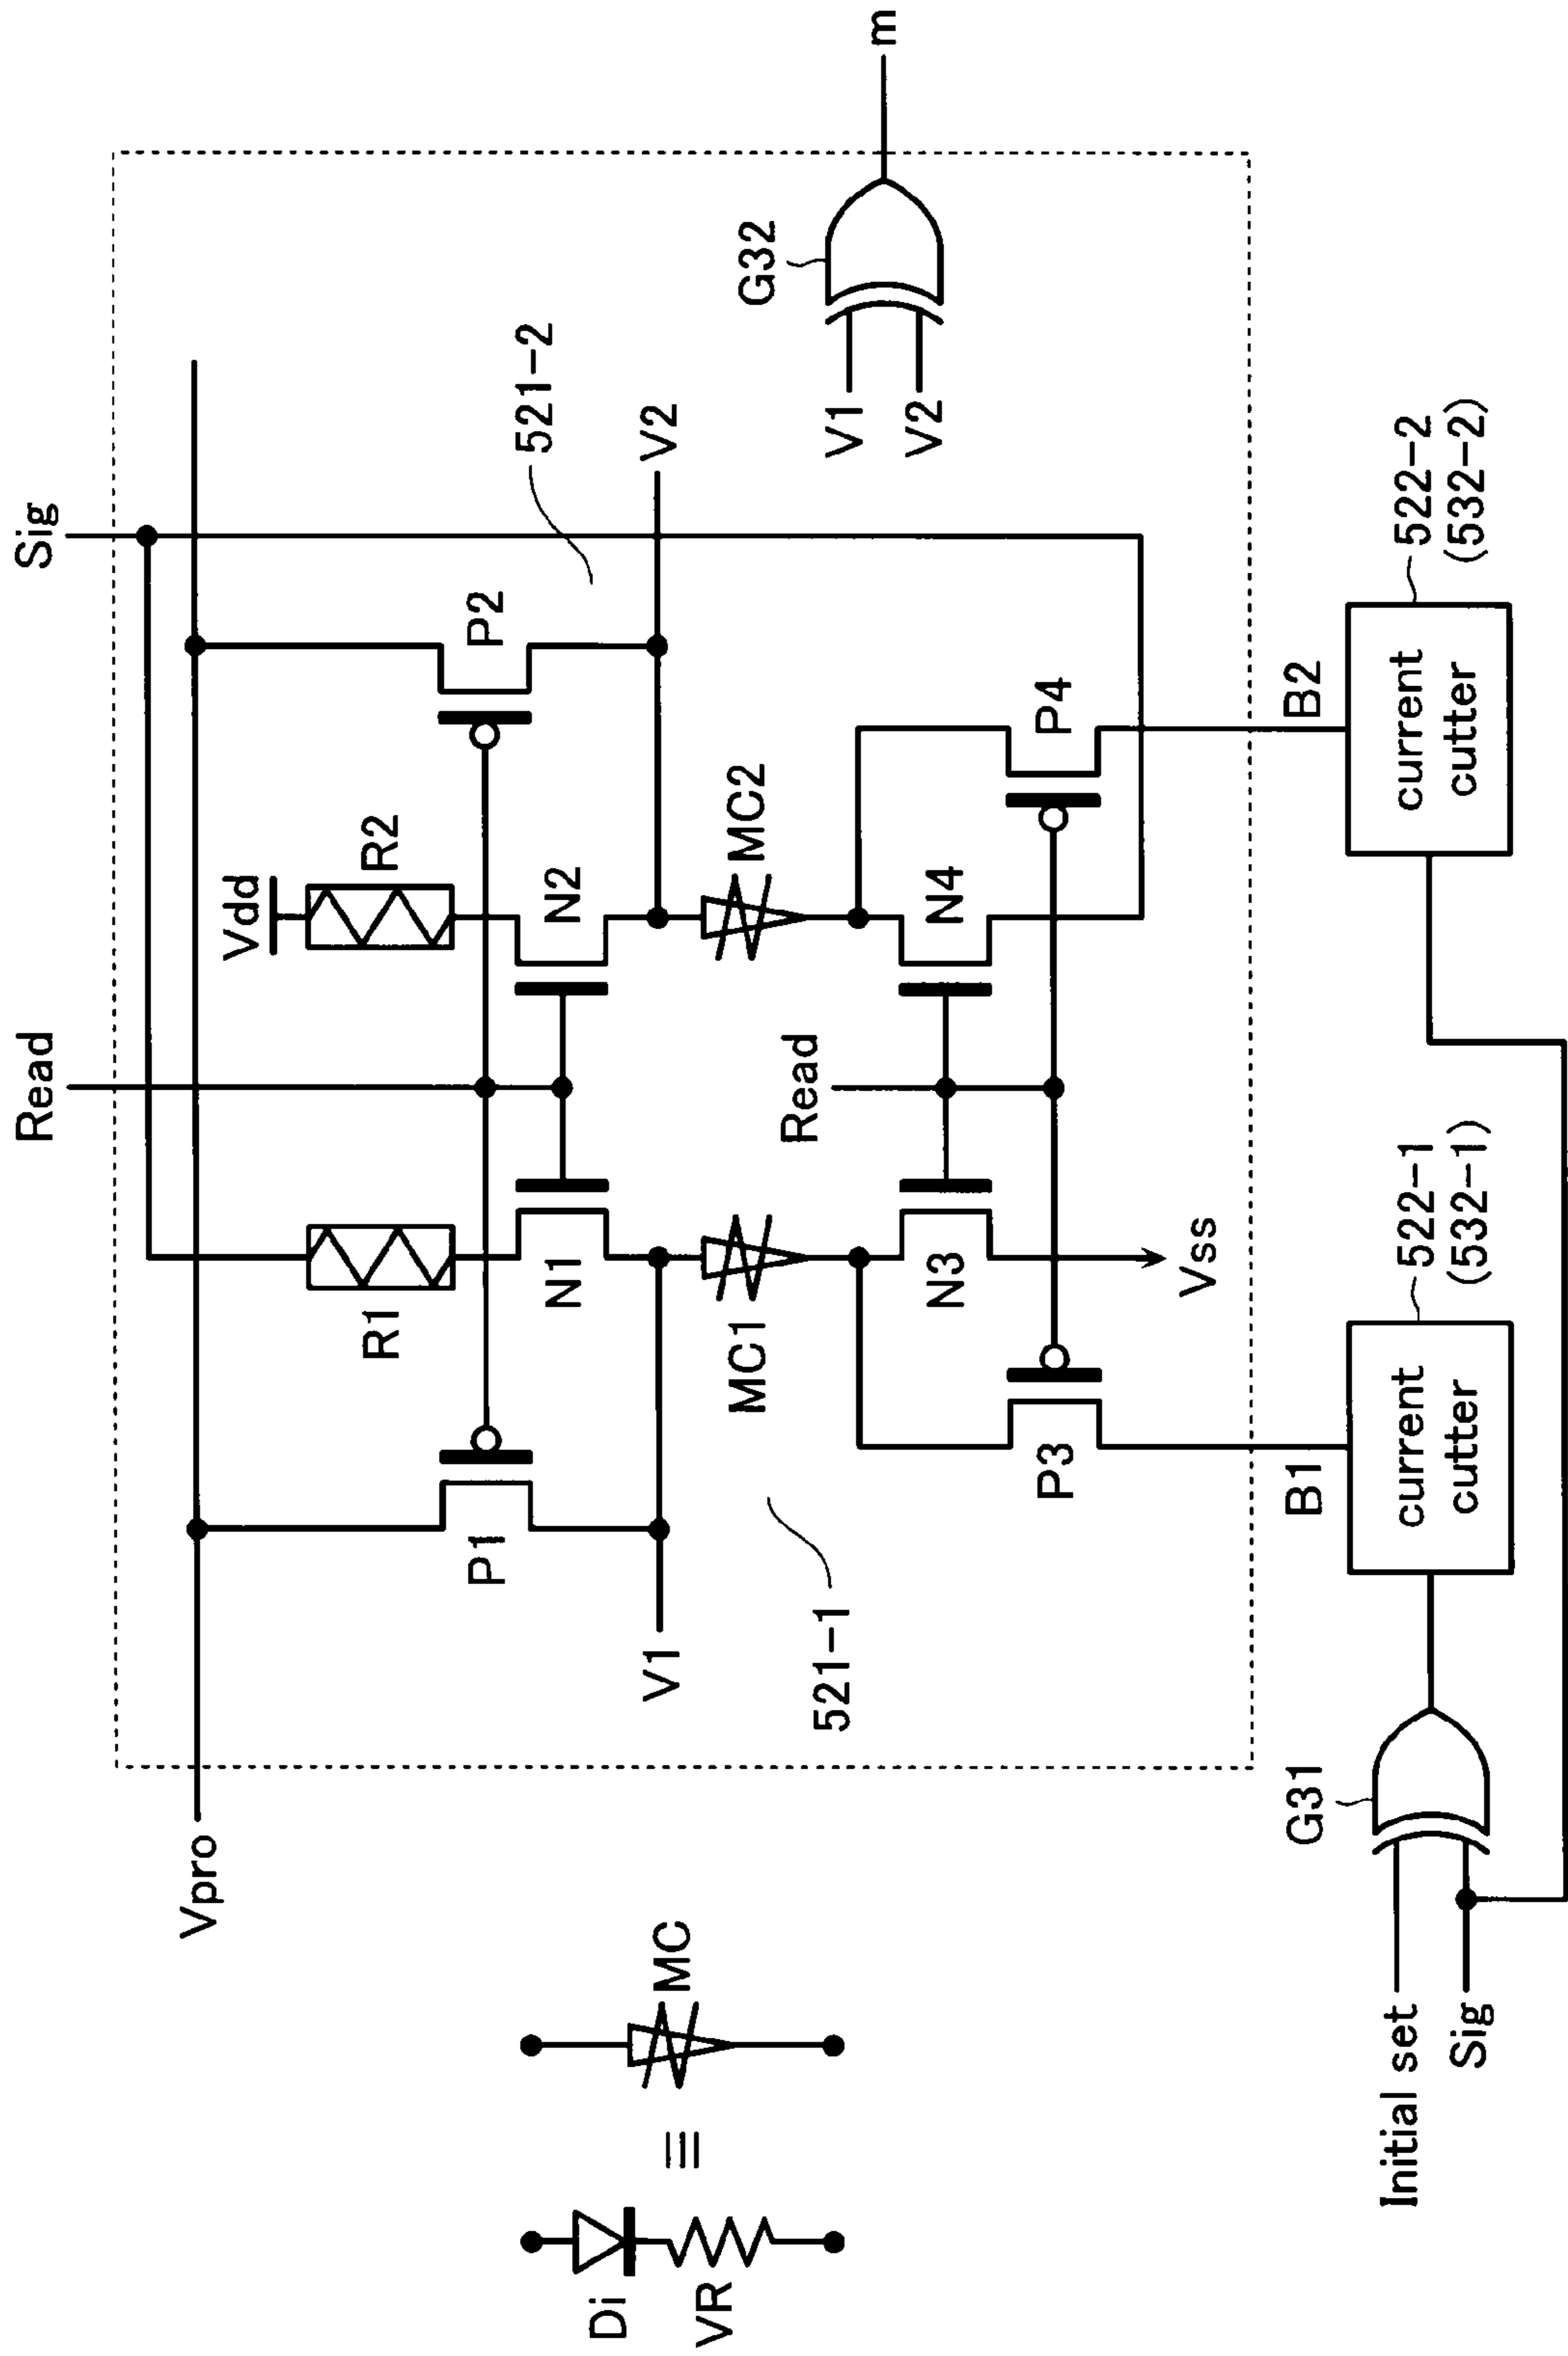 Di
VR
≡
MC
Vpro
Sig
Read
Vdd
R1
R2
P1
P2
N1
N2
V1
V2
521-1
521-2
MC1
MC2
Read
N3
N4
P3
P4
Vss
V1
V2
G32
m
B1
B2
Initial set
Sig
G31
current
cutter
522-1
(532-1)
current
cutter
522-2
(532-2)